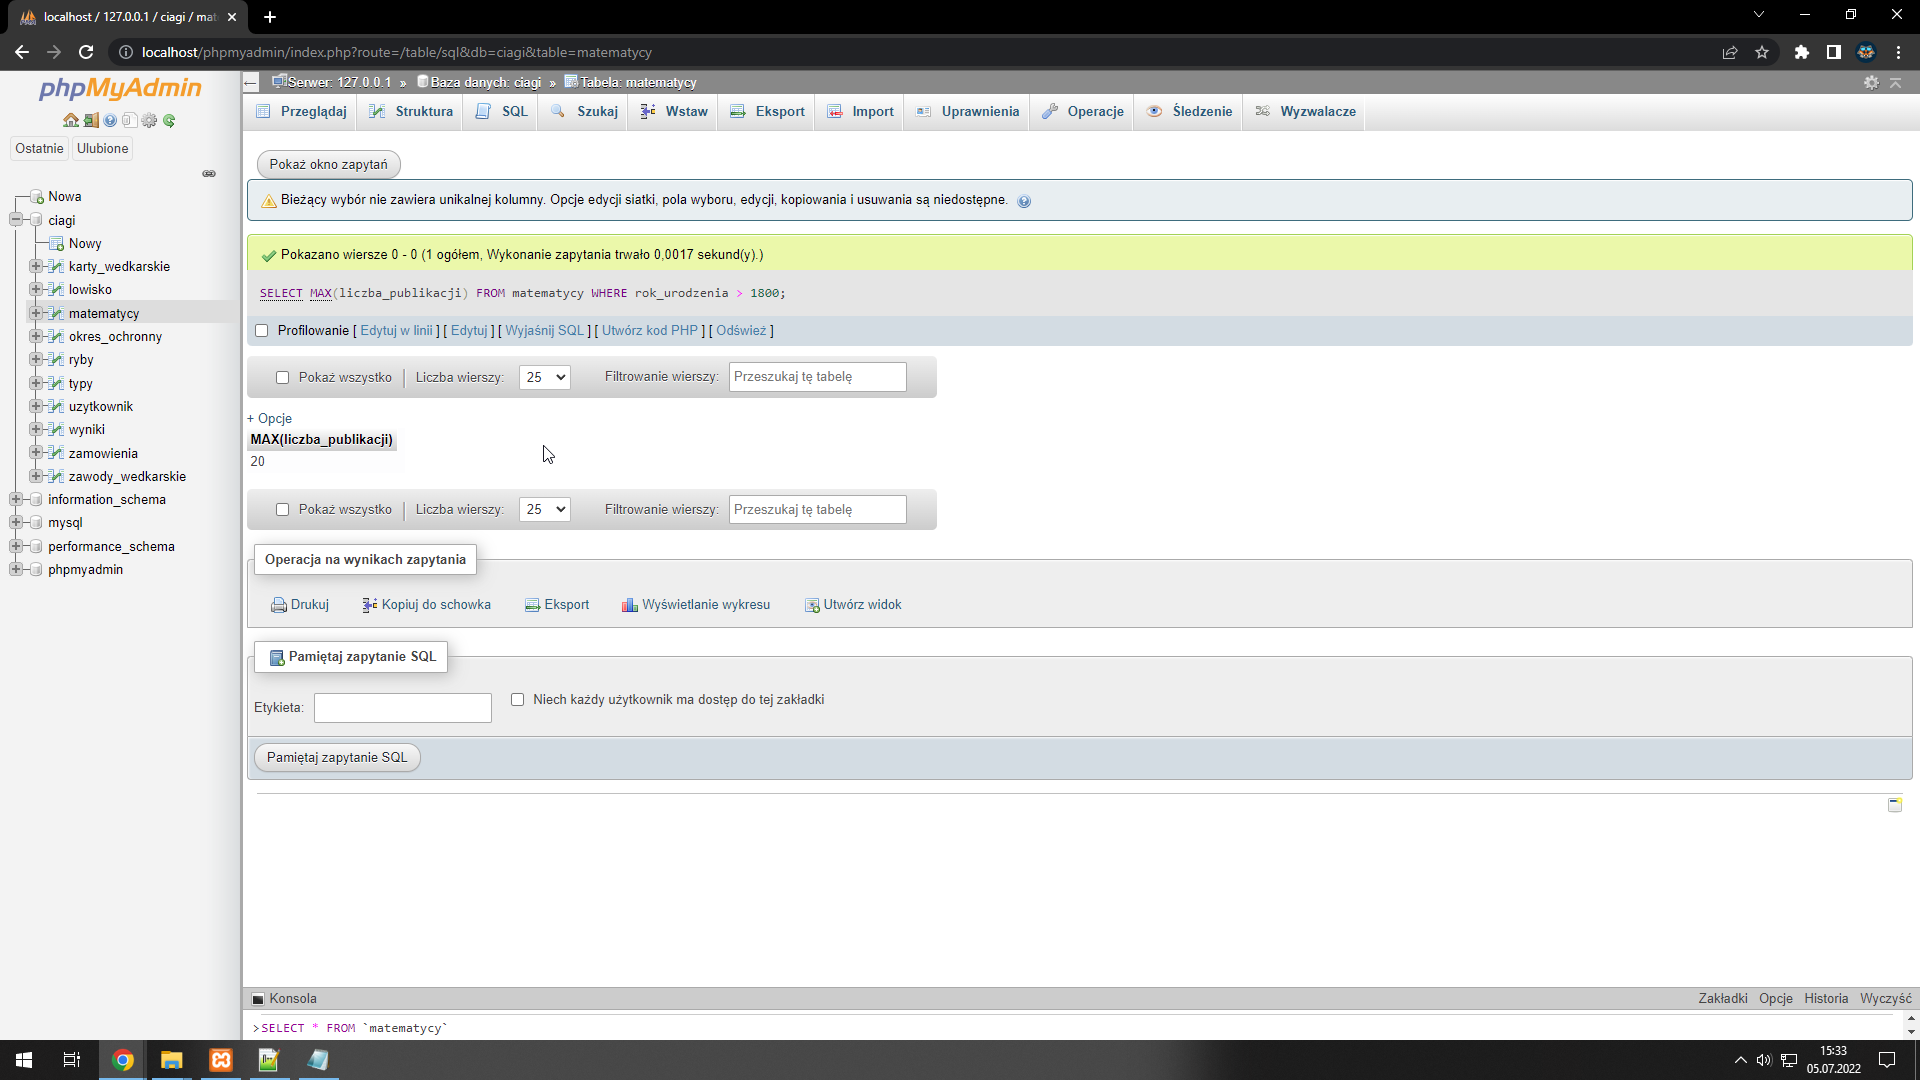 localhost / 127.0.0.1 / ciagi / mat
localhost/phpmyadmin/index.php?route=/table/sql&db=ciagi&table=matematycy
phpMyAdmin
Ostatnie
Ulubione
Nowa
ciagi
Nowy
karty_wedkarskie
lowisko
matematycy
okres_ochronny
ryby
typy
uzytkownik
wyniki
zamowienia
zawody_wedkarskie
information_schema
mysql
performance_schema
phpmyadmin
Serwer: 127.0.0.1 » Baza danych: ciagi » Tabela: matematycy
Przeglądaj Struktura SQL Szukaj Wstaw Eksport Import Uprawnienia Operacje Śledzenie Wyzwalacze
Pokaż okno zapytań
Bieżący wybór nie zawiera unikalnej kolumny. Opcje edycji siatki, pola wyboru, edycji, kopiowania i usuwania są niedostępne.
Pokazano wiersze 0 - 0 (1 ogółem, Wykonanie zapytania trwało 0,0017 sekund(y).)
SELECT MAX(liczba_publikacji) FROM matematycy WHERE rok_urodzenia > 1800;
Profilowanie [ Edytuj w linii ] [ Edytuj ] [ Wyjaśnij SQL ] [ Utwórz kod PHP ] [ Odśwież ]
Pokaż wszystko | Liczba wierszy: 25 Filtrowanie wierszy: Przeszukaj tę tabelę
+ Opcje
MAX(liczba_publikacji)
20
Pokaż wszystko | Liczba wierszy: 25 Filtrowanie wierszy: Przeszukaj tę tabelę
Operacja na wynikach zapytania
Drukuj Kopiuj do schowka Eksport Wyświetlanie wykresu Utwórz widok
Pamiętaj zapytanie SQL
Etykieta: Niech każdy użytkownik ma dostęp do tej zakładki
Pamiętaj zapytanie SQL
Konsola Zakładki Opcje Historia Wyczyść
>SELECT * FROM `matematycy`
15:33
05.07.2022